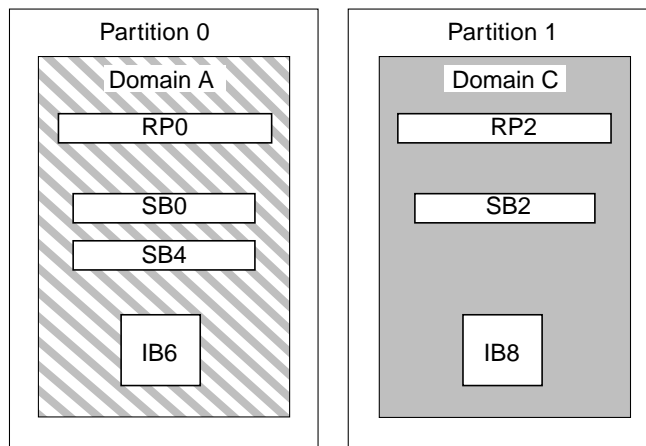 Partition 0
Domain A
RP0
SB0
SB4
IB6
Partition 1
Domain C
RP2
SB2
IB8